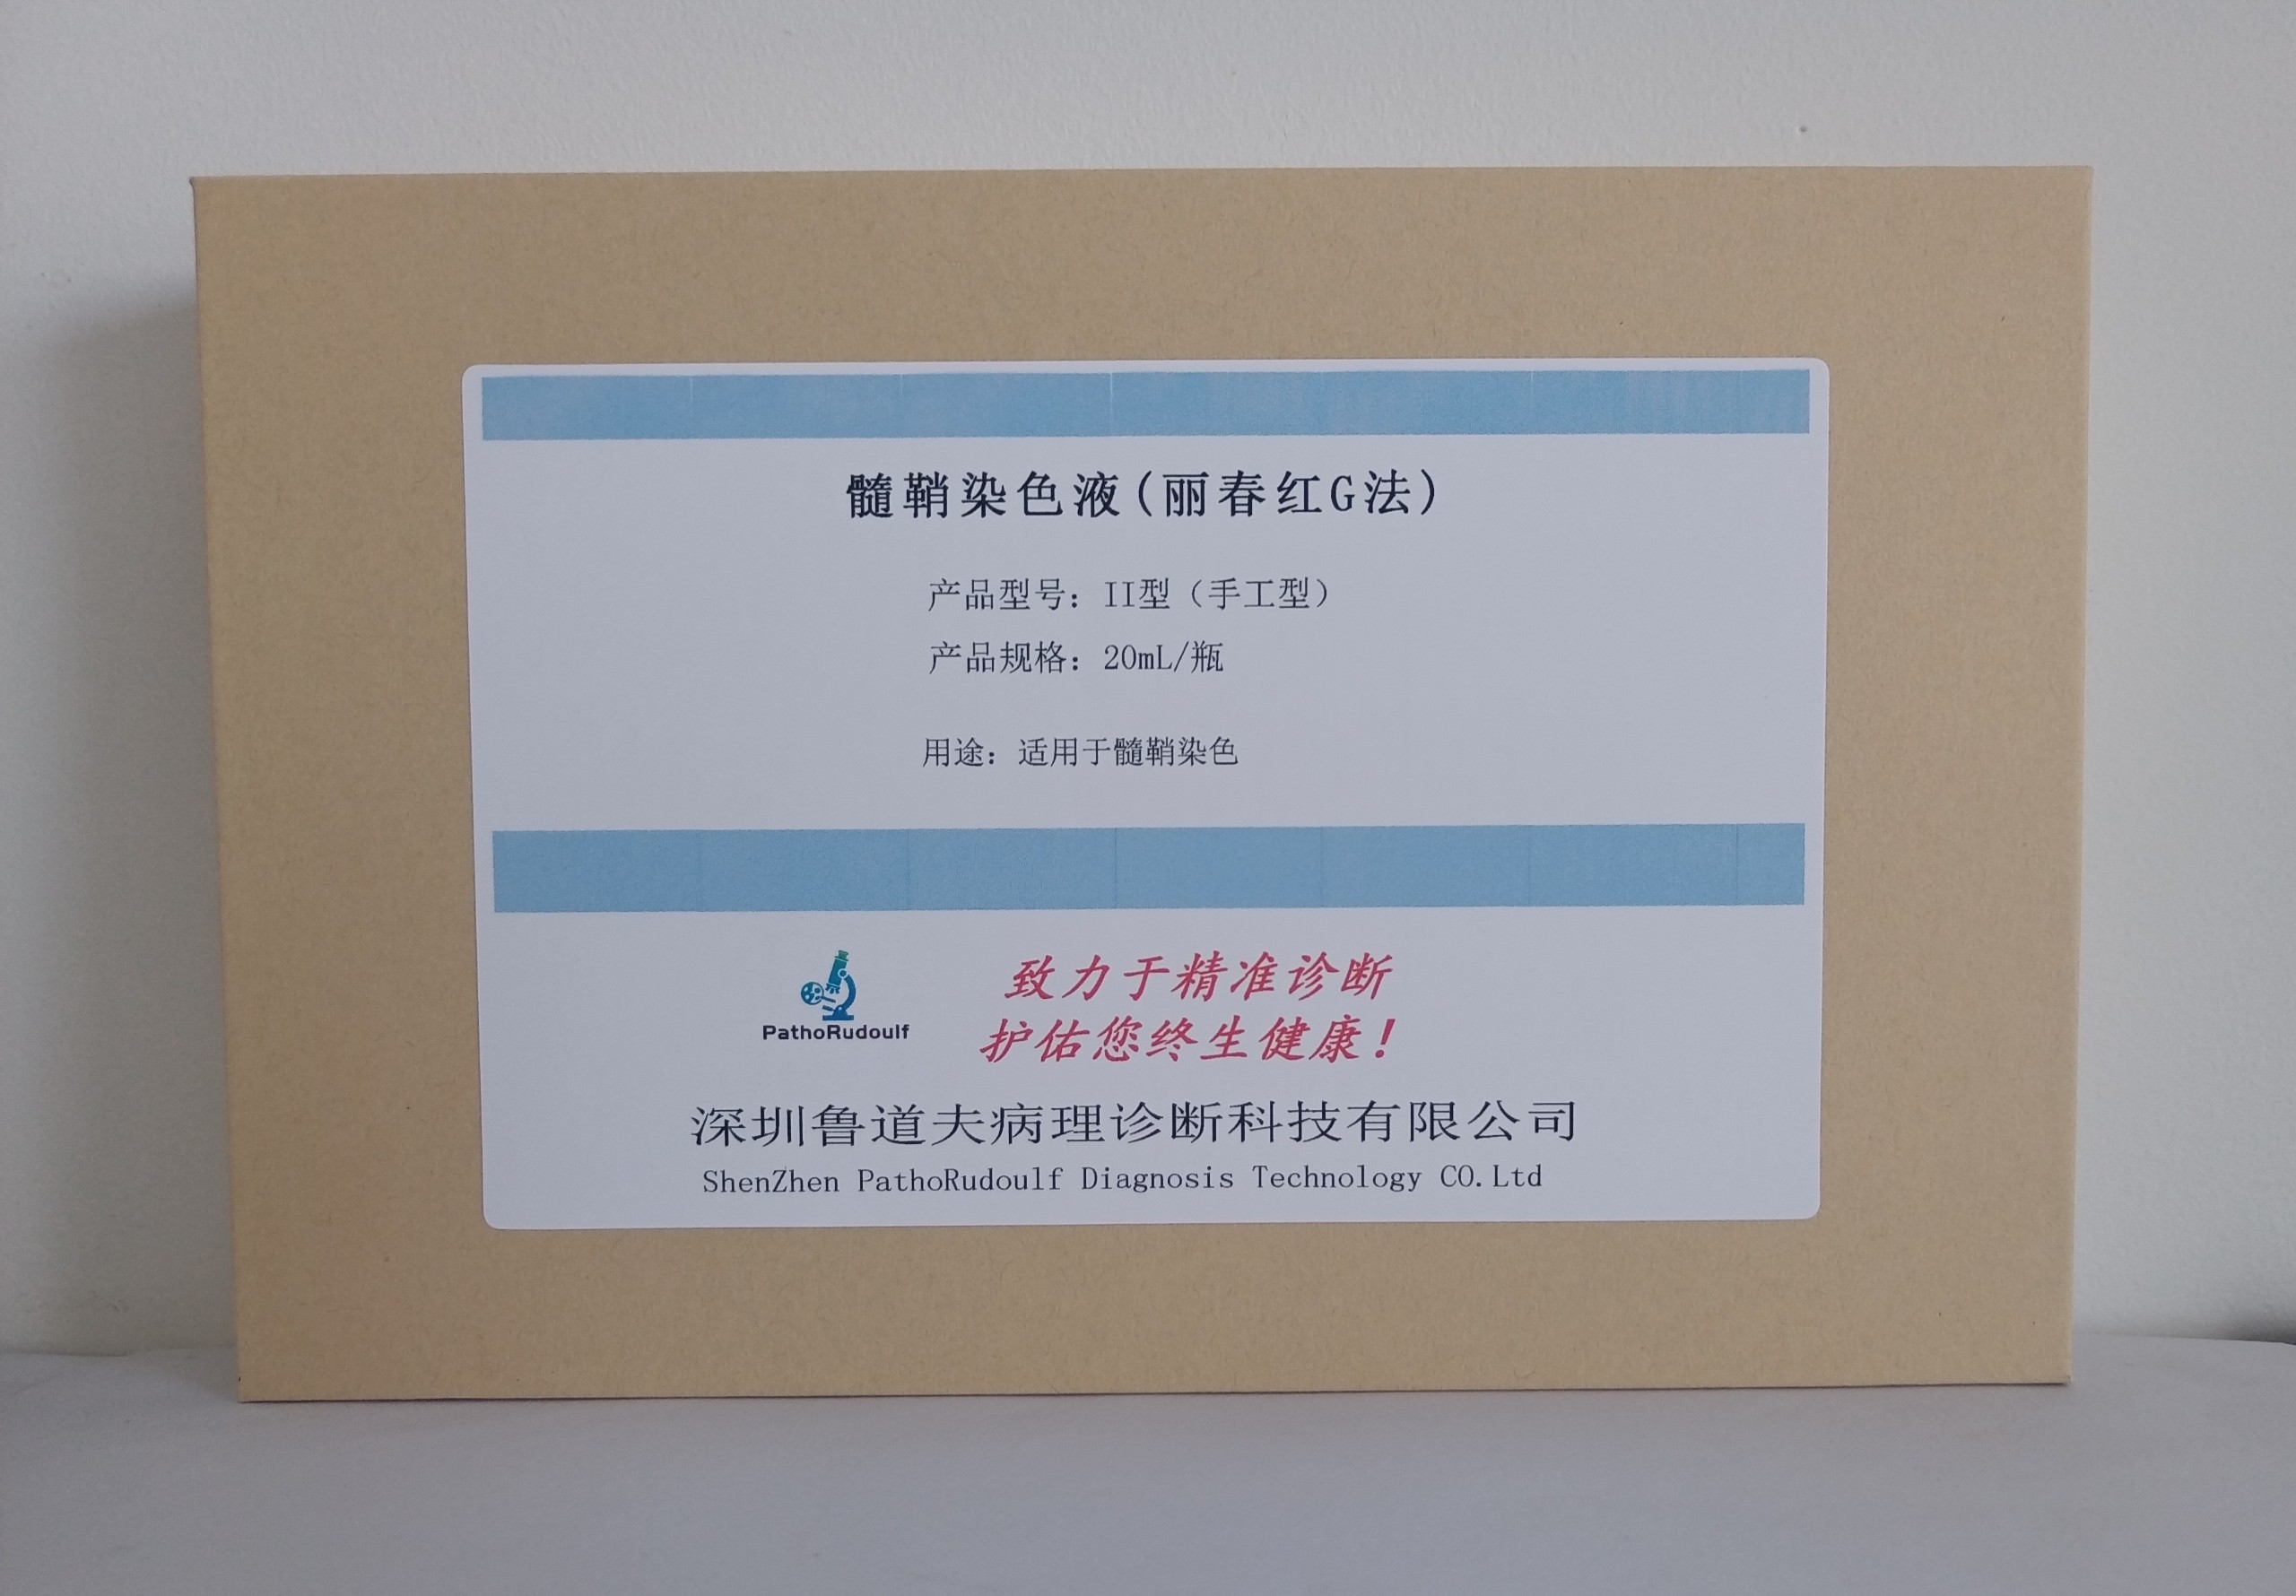 髓鞘染色液(丽春红G法)
产品型号：II型（手工型）
产品规格：20mL/瓶
用途：适用于髓鞘染色
PathoRudoulf
致力于精准诊断
护佑您终生健康！
深圳鲁道夫病理诊断科技有限公司
ShenZhen PathoRudoulf Diagnosis Technology CO.Ltd